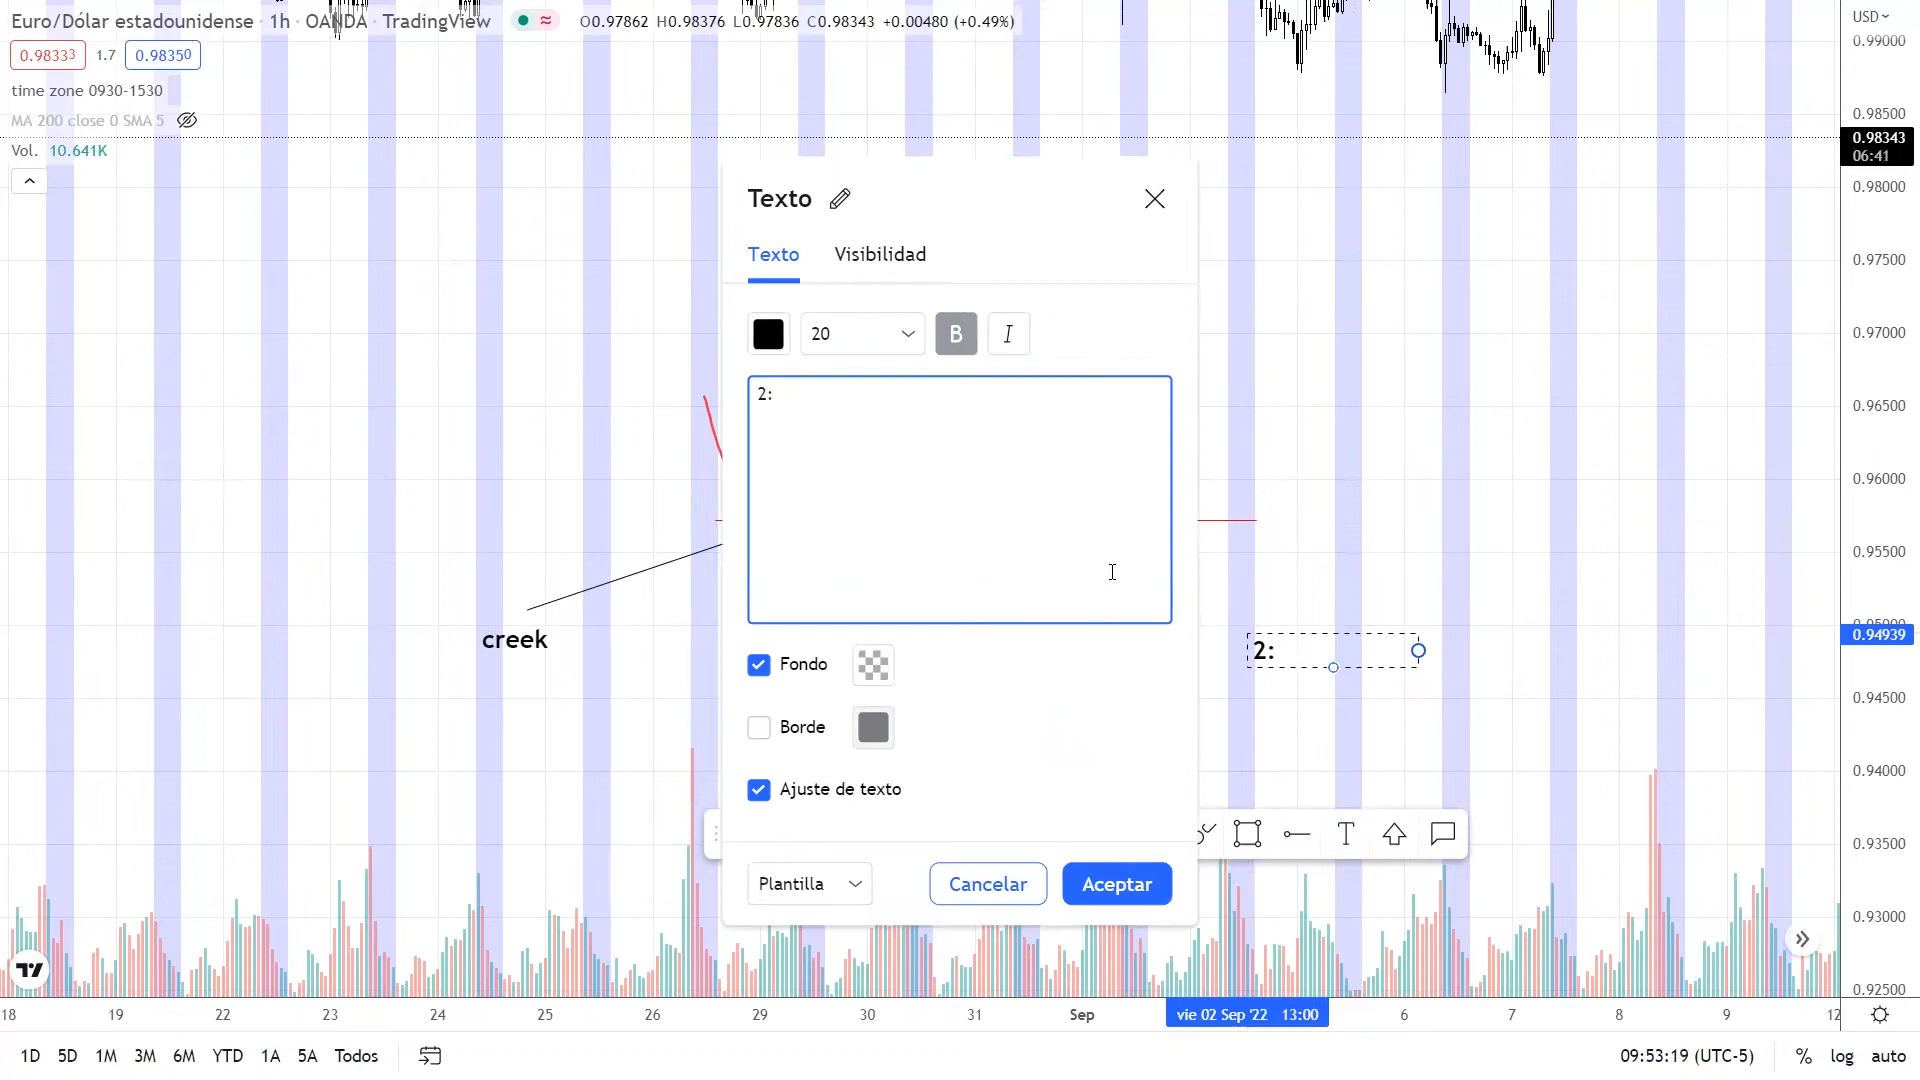 Euro/Dólar estadounidense · 1h · OANDA · TradingView
O0.97862 H0.98376 L0.97836 C0.98343 +0.00480 (+0.49%)
0.98333 1.7 0.98350
time zone 0930-1530
MA 200 close 0 SMA 5
Vol. 10.641K
USD
0.99000
0.98500
0.98343
06:41
0.98000
0.97500
0.97000
0.96500
0.96000
0.95500
0.94939
0.94500
0.94000
0.93500
0.93000
0.92500
Texto
Texto Visibilidad
20 B I
2:
Fondo
Borde
Ajuste de texto
Plantilla Cancelar Aceptar
creek
2:
T
18 19 22 23 24 25 26 29 30 31 Sep vie 02 Sep '22 13:00 6 7 8 9 12
1D 5D 1M 3M 6M YTD 1A 5A Todos
09:53:19 (UTC-5) % log auto